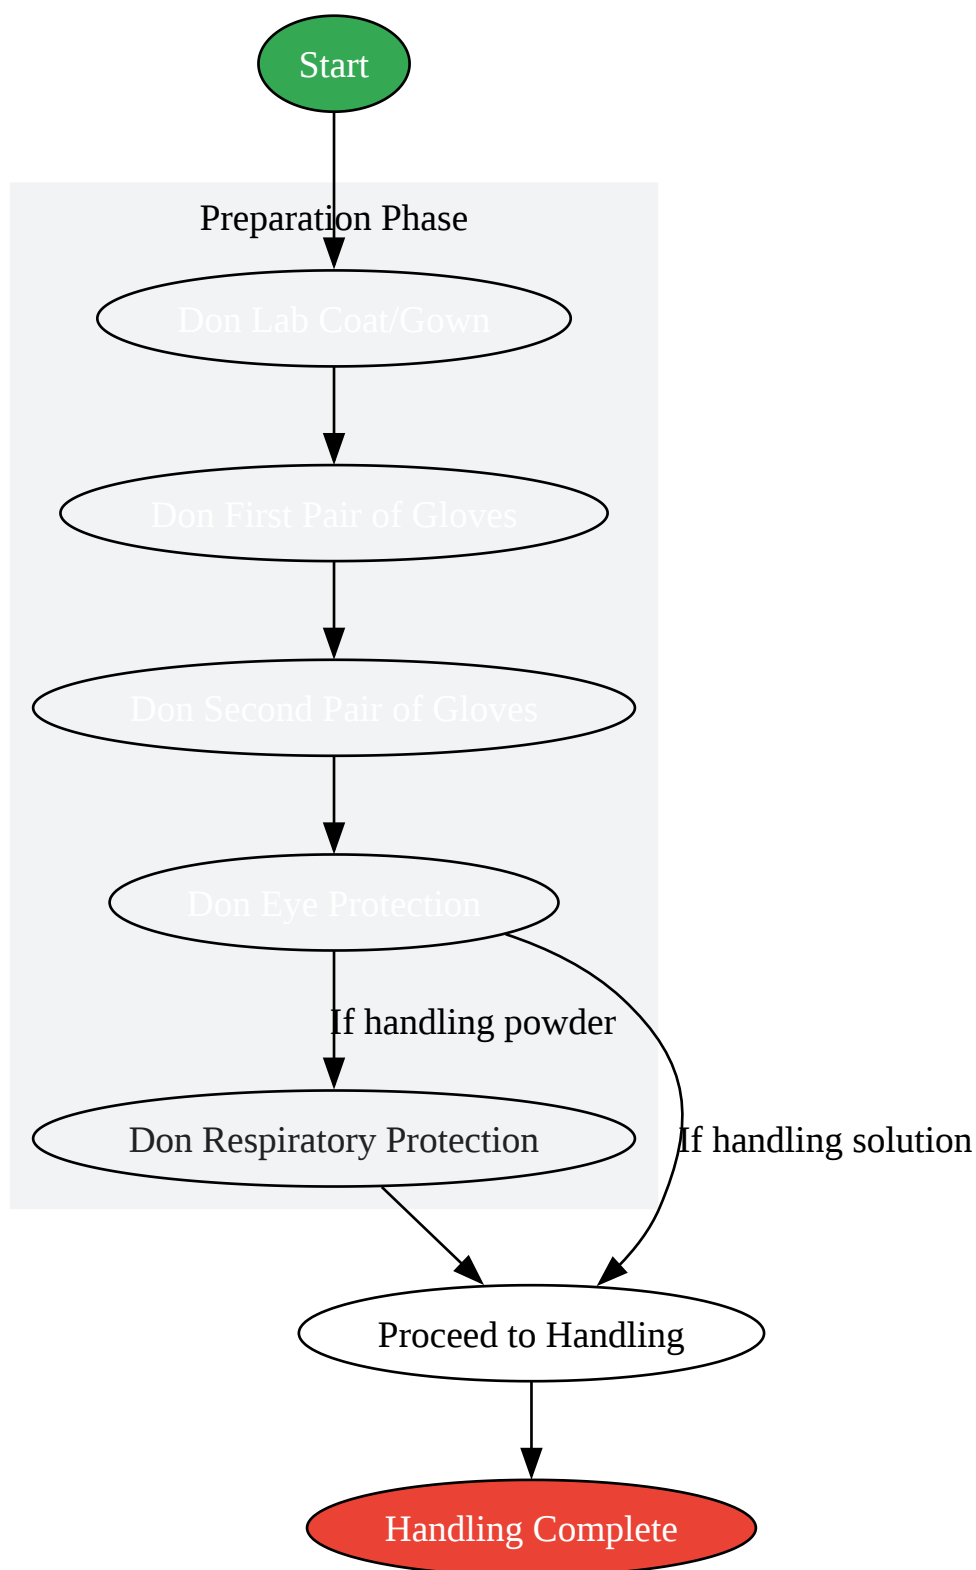 Start
Preparation Phase
Don Lab Coat/Gown
Don First Pair of Gloves
Don Second Pair of Gloves
Don Eye Protection
If handling powder
Don Respiratory Protection
If handling solution
Proceed to Handling
Handling Complete